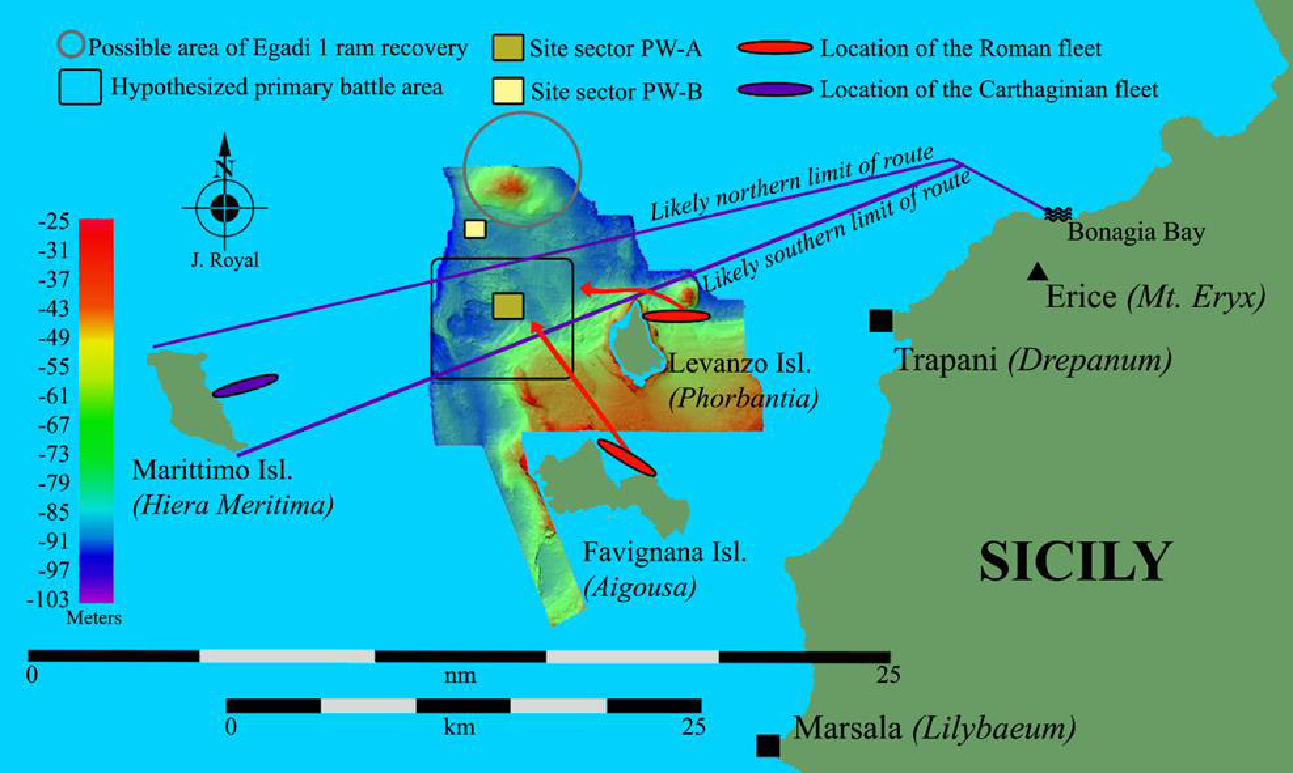 Possible area of Egadi 1 ram recovery
Hypothesized primary battle area
Site sector PW-A
Site sector PW-B
Location of the Roman fleet
Location of the Carthaginian fleet
N
J. Royal
Likely northern limit of route
Likely southern limit of route
Bonagia Bay
Erice (Mt. Eryx)
Trapani (Drepanum)
Levanzo Isl.
(Phorbantia)
Marittimo Isl.
(Hiera Meritima)
Favignana Isl.
(Aigousa)
SICILY
-25
-31
-37
-43
-49
-55
-61
-67
-73
-79
-85
-91
-97
-103
Meters
0 nm 25
0 km 25
Marsala (Lilybaeum)